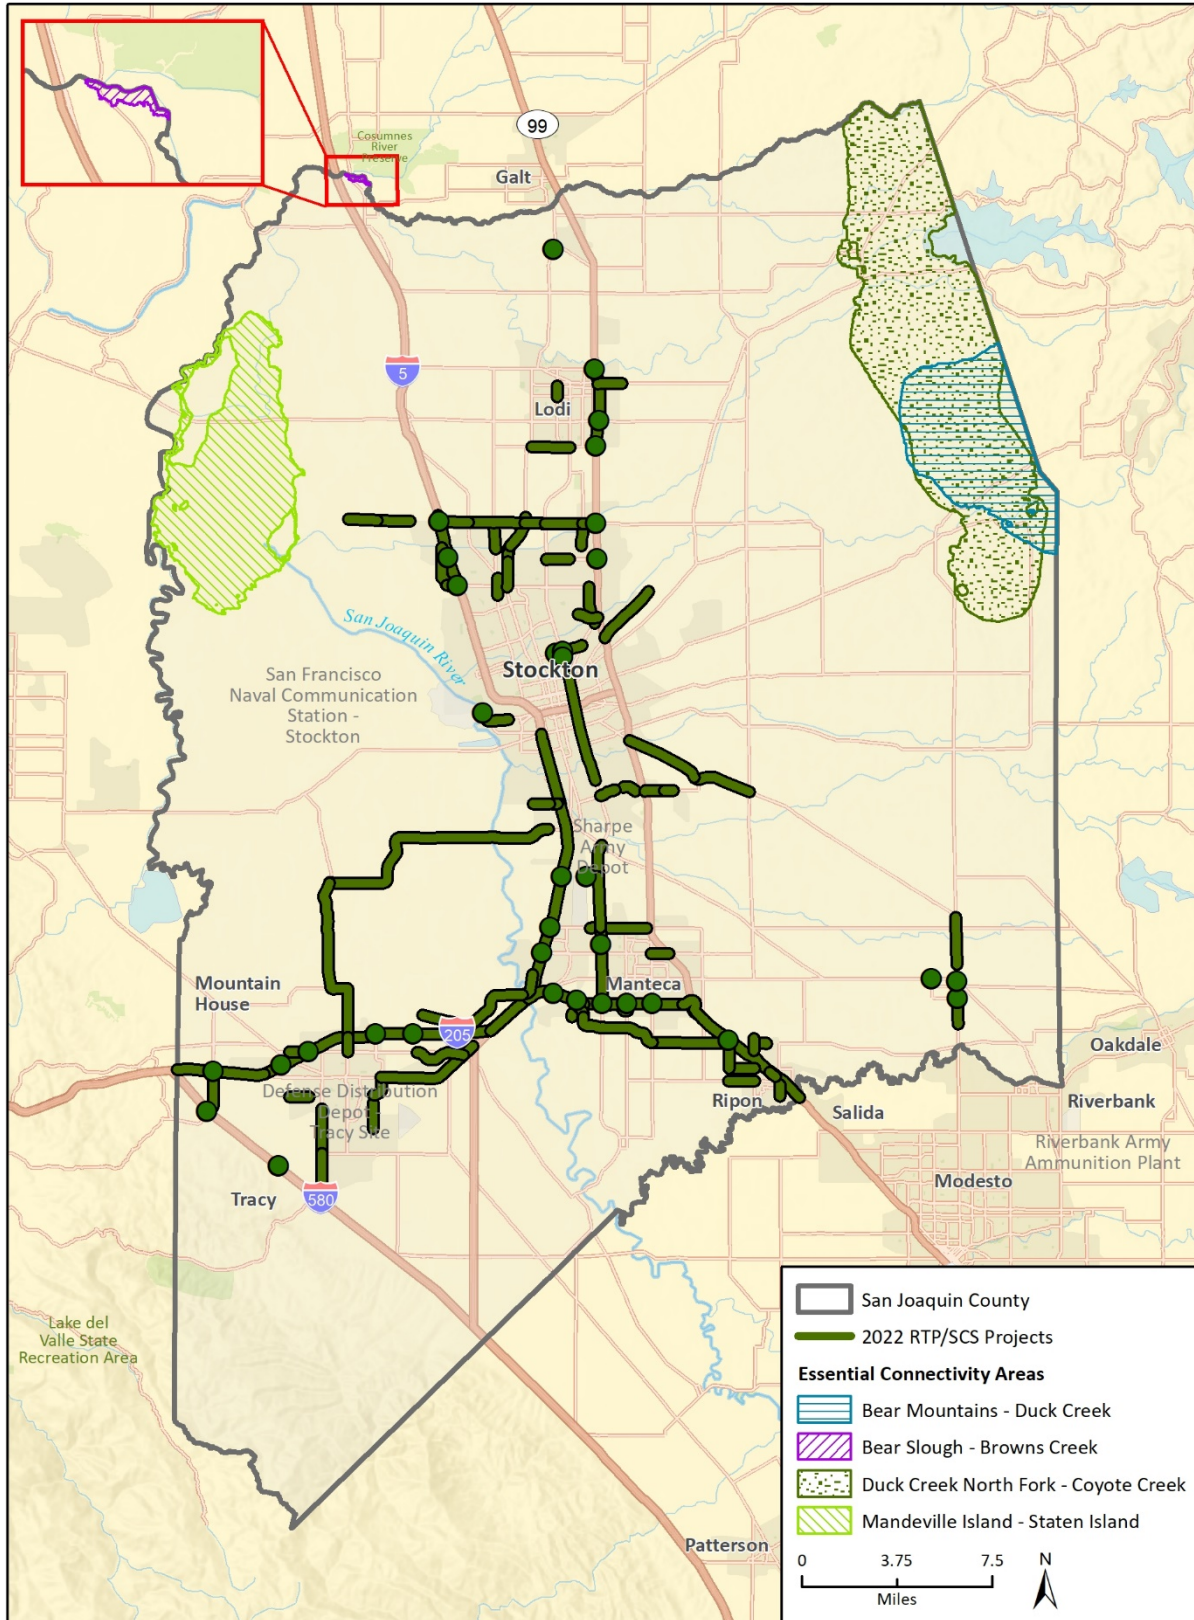 Cosumnes
River
Preserve
99
Galt
5
Lodi
San Joaquin River
Stockton
San Francisco
Naval Communication
Station -
Stockton
Sharpe
Army
Depot
Mountain
House
Manteca
205
Defense Distribution
Depot
Tracy Site
Ripon
Salida
Oakdale
Riverbank
Riverbank Army
Ammunition Plant
Modesto
Tracy
580
Lake del
Valle State
Recreation Area
Patterson
San Joaquin County
2022 RTP/SCS Projects
Essential Connectivity Areas
Bear Mountains - Duck Creek
Bear Slough - Browns Creek
Duck Creek North Fork - Coyote Creek
Mandeville Island - Staten Island
0 3.75 7.5
Miles
N